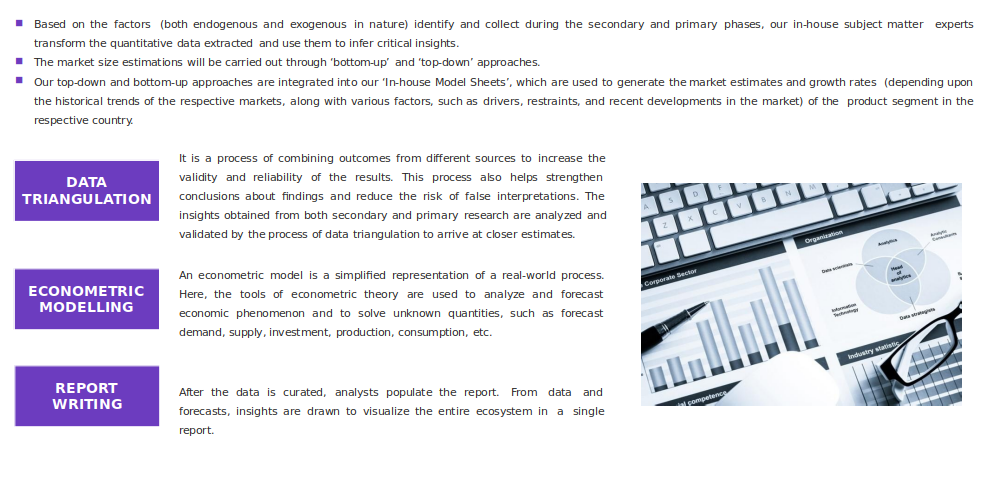 Based on the factors (both endogenous and exogenous in nature) identify and collect during the secondary and primary phases, our in-house subject matter experts
transform the quantitative data extracted and use them to infer critical insights.
The market size estimations will be carried out through ‘bottom-up’ and ‘top-down’ approaches.
Our top-down and bottom-up approaches are integrated into our ‘In-house Model Sheets’, which are used to generate the market estimates and growth rates (depending upon
the historical trends of the respective markets, along with various factors, such as drivers, restraints, and recent developments in the market) of the product segment in the
respective country.
DATA
TRIANGULATION
It is a process of combining outcomes from different sources to increase the
validity and reliability of the results. This process also helps strengthen
conclusions about findings and reduce the risk of false interpretations. The
insights obtained from both secondary and primary research are analyzed and
validated by the process of data triangulation to arrive at closer estimates.
ECONOMETRIC
MODELLING
An econometric model is a simplified representation of a real-world process.
Here, the tools of econometric theory are used to analyze and forecast
economic phenomenon and to solve unknown quantities, such as forecast
demand, supply, investment, production, consumption, etc.
REPORT
WRITING
After the data is curated, analysts populate the report. From data and
forecasts, insights are drawn to visualize the entire ecosystem in a single
report.
Corporate Sector
Organization
Analytics
Analytic
Consultants
Data scientists
Head
of
analytics
Information
Technology
Data strategists
Industry statistic
competence